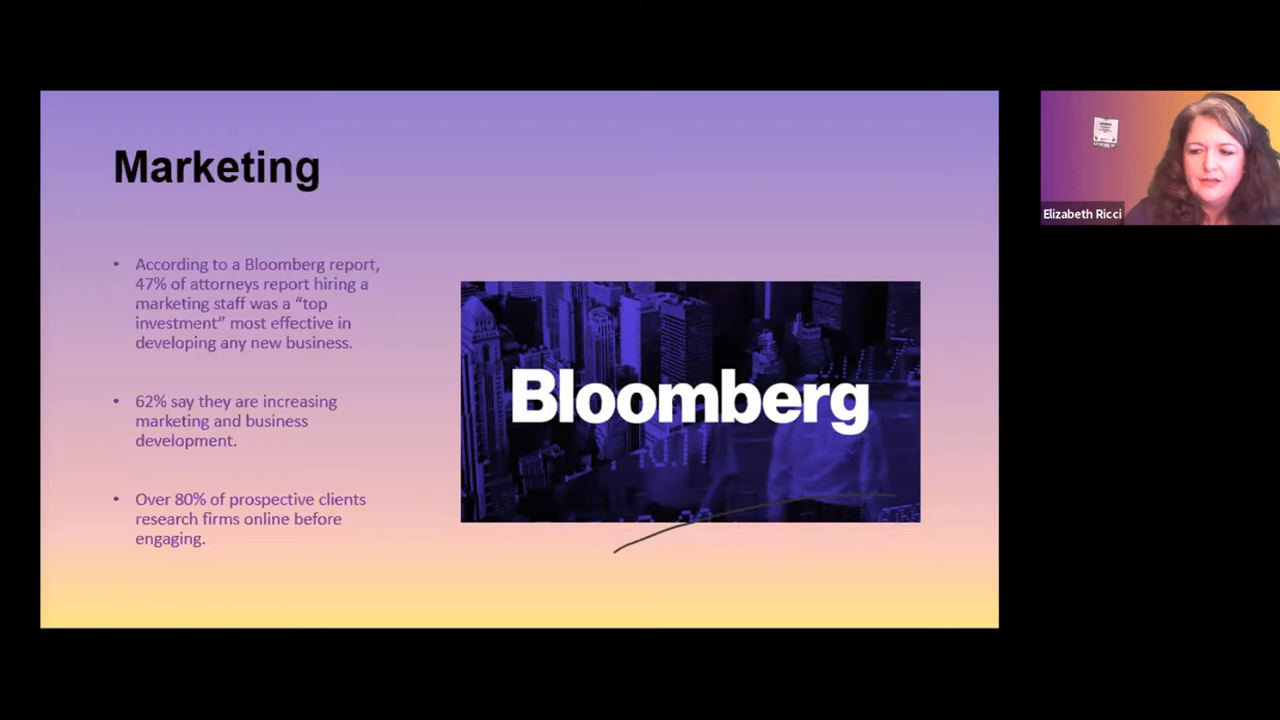 Marketing
• According to a Bloomberg report,
47% of attorneys report hiring a
marketing staff was a “top
investment” most effective in
developing any new business.
• 62% say they are increasing
marketing and business
development.
• Over 80% of prospective clients
research firms online before
engaging.
Bloomberg
Elizabeth Ricci